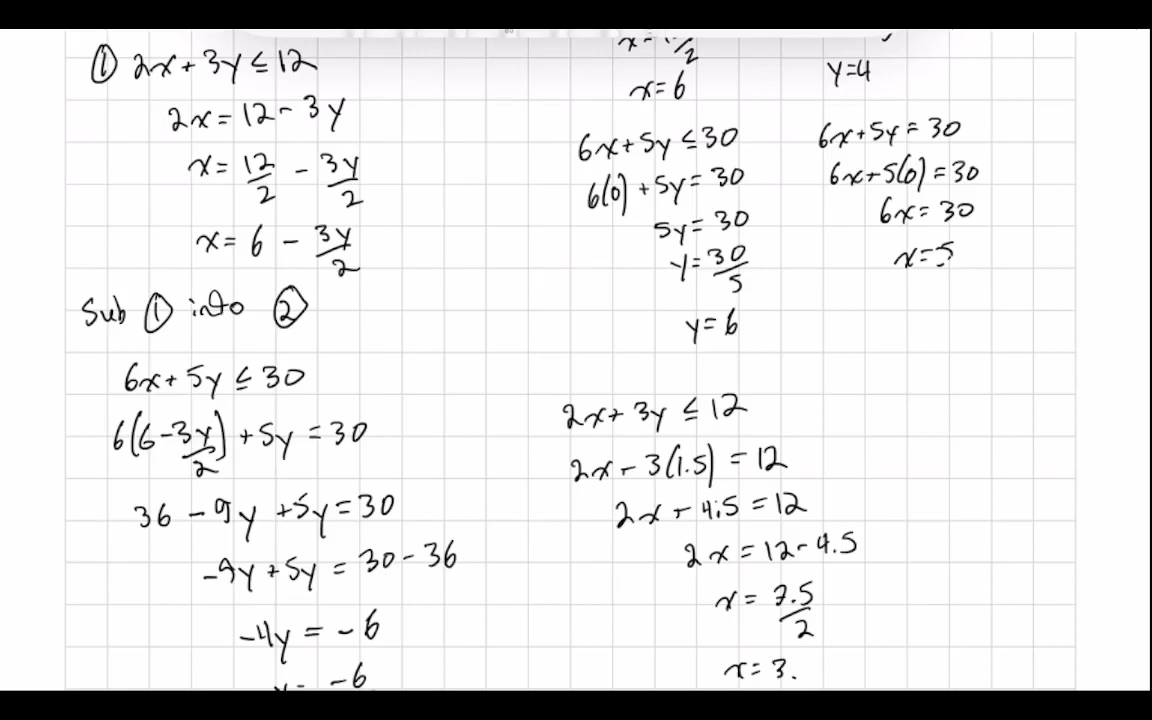 ① 2x + 3y ≤ 12
2x = 12 - 3y
x = 12/2 - 3y/2
x = 6 - 3y/2
Sub ① into ②
6x + 5y ≤ 30
6(6 - 3y/2) + 5y = 30
36 - 9y + 5y = 30
-9y + 5y = 30 - 36
-4y = -6
-6
x = 6
6x + 5y ≤ 30
6(0) + 5y = 30
5y = 30
y = 30/5
y = 6
y = 4
6x + 5y = 30
6x + 5(0) = 30
6x = 30
x = 5
2x + 3y ≤ 12
2x + 3(1.5) = 12
2x + 4.5 = 12
2x = 12 - 4.5
x = 7.5/2
x = 3.